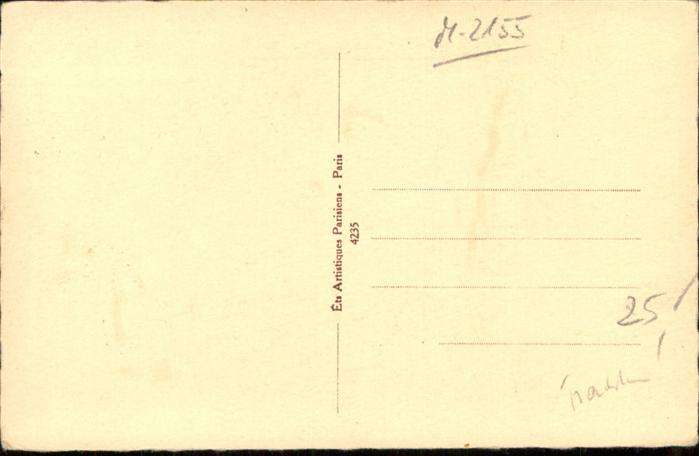 M-2155
Éts Artistiques Parisiens - Paris
4235
25